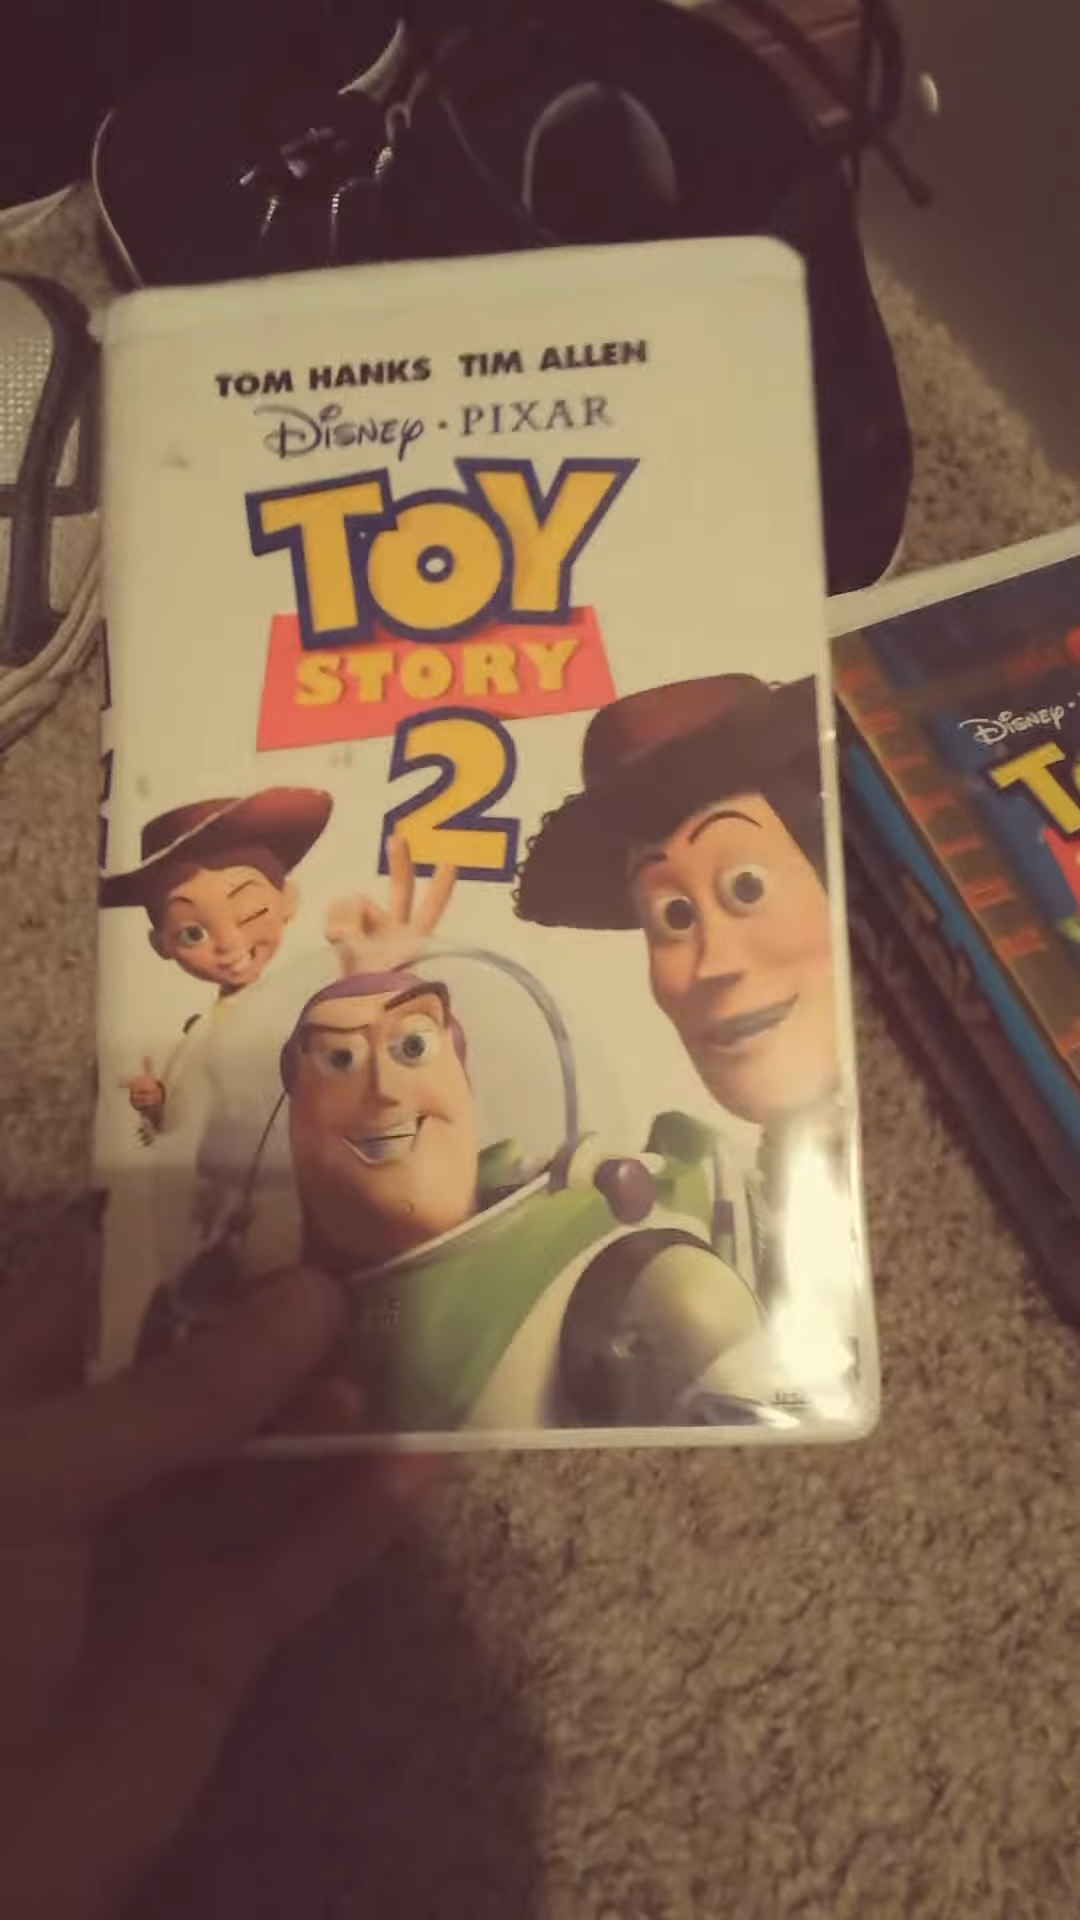 TOM HANKS TIM ALLEN
Disney · PIXAR
TOY
STORY
2
Disney ·